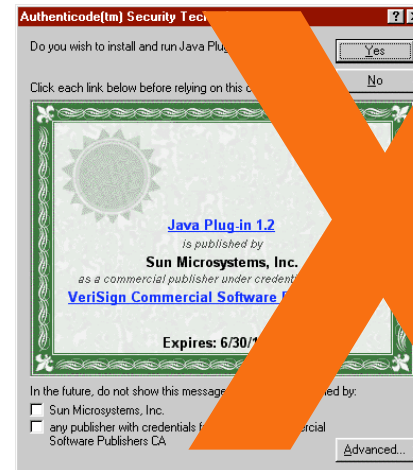 Authenticode(tm) Security Tec
Do you wish to install and run Java Plug
Yes
No
Click each link below before relying on this
Java Plug-in 1.2
is published by
Sun Microsystems, Inc.
as a commercial publisher under credent
VeriSign Commercial Software
Expires: 6/30/1
In the future, do not show this message ned by:
Sun Microsystems, Inc.
any publisher with credentials f ercial
Software Publishers CA
Advanced...